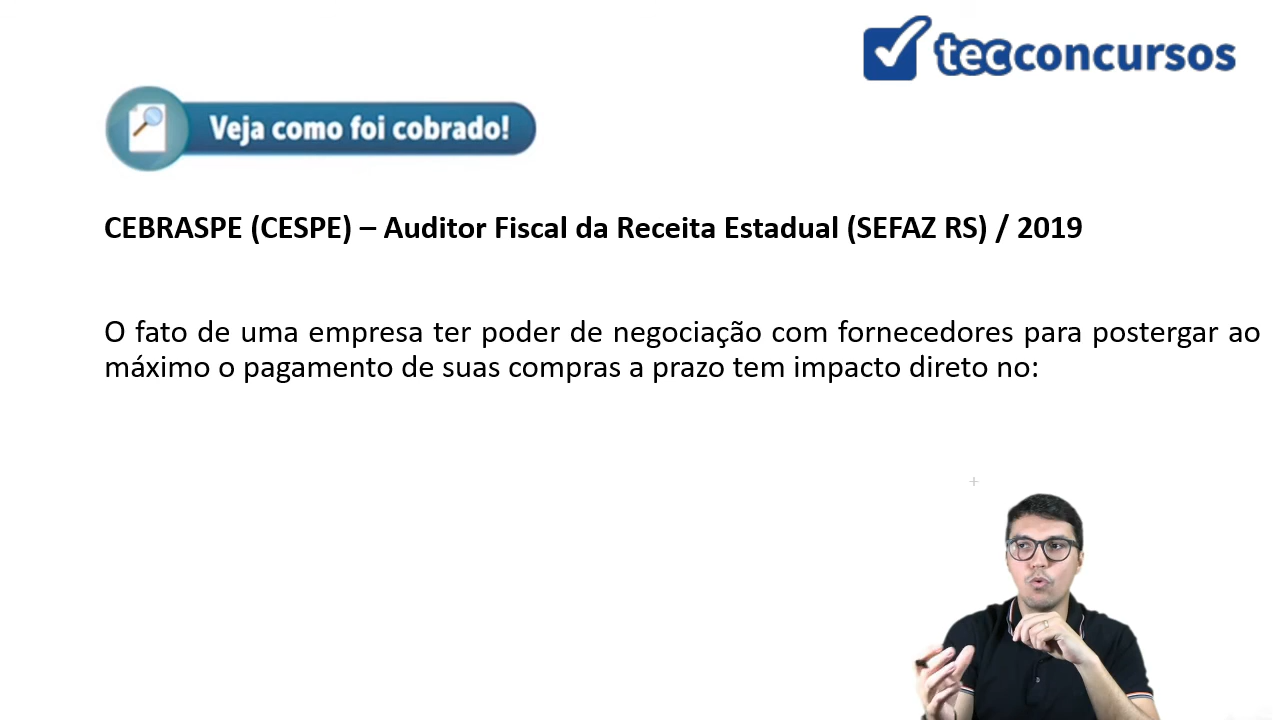 tecconcursos
Veja como foi cobrado!
CEBRASPE (CESPE) – Auditor Fiscal da Receita Estadual (SEFAZ RS) / 2019
O fato de uma empresa ter poder de negociação com fornecedores para postergar ao
máximo o pagamento de suas compras a prazo tem impacto direto no: